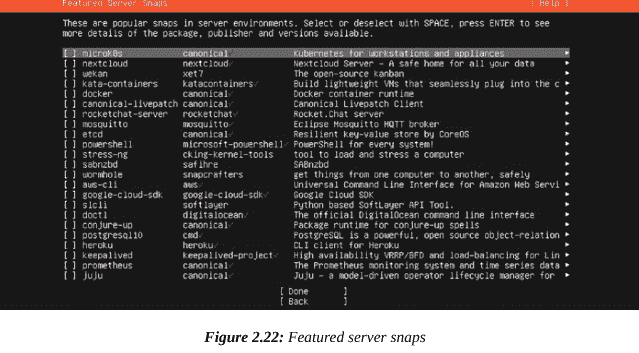 Featured Server Snaps [ Help ]
These are popular snaps in server environments. Select or deselect with SPACE, press ENTER to see
more details of the package, publisher and versions available.
[ ] microk8s canonical✓ Kubernetes for workstations and appliances ▸
[ ] nextcloud nextcloud✓ Nextcloud Server - A safe home for all your data ▸
[ ] wekan xet7 The open-source kanban ▸
[ ] kata-containers katacontainers✓ Build lightweight VMs that seamlessly plug into the c ▸
[ ] docker canonical✓ Docker container runtime ▸
[ ] canonical-livepatch canonical✓ Canonical Livepatch Client ▸
[ ] rocketchat-server rocketchat✓ Rocket.Chat server ▸
[ ] mosquitto mosquitto✓ Eclipse Mosquitto MQTT broker ▸
[ ] etcd canonical✓ Resilient key-value store by CoreOS ▸
[ ] powershell microsoft-powershell✓ PowerShell for every system! ▸
[ ] stress-ng cking-kernel-tools tool to load and stress a computer ▸
[ ] sabnzbd safihre SABnzbd ▸
[ ] wormhole snapcrafters get things from one computer to another, safely ▸
[ ] aws-cli aws✓ Universal Command Line Interface for Amazon Web Servi ▸
[ ] google-cloud-sdk google-cloud-sdk✓ Google Cloud SDK ▸
[ ] slcli softlayer Python based SoftLayer API Tool. ▸
[ ] doctl digitalocean✓ The official DigitalOcean command line interface ▸
[ ] conjure-up canonical✓ Package runtime for conjure-up spells ▸
[ ] postgresql10 cmd✓ PostgreSQL is a powerful, open source object-relation ▸
[ ] heroku heroku✓ CLI client for Heroku ▸
[ ] keepalived keepalived-project✓ High availability VRRP/BFD and load-balancing for Lin ▸
[ ] prometheus canonical✓ The Prometheus monitoring system and time series data ▸
[ ] juju canonical✓ Juju - a model-driven operator lifecycle manager for ▸
[ Done ]
[ Back ]
Figure 2.22: Featured server snaps